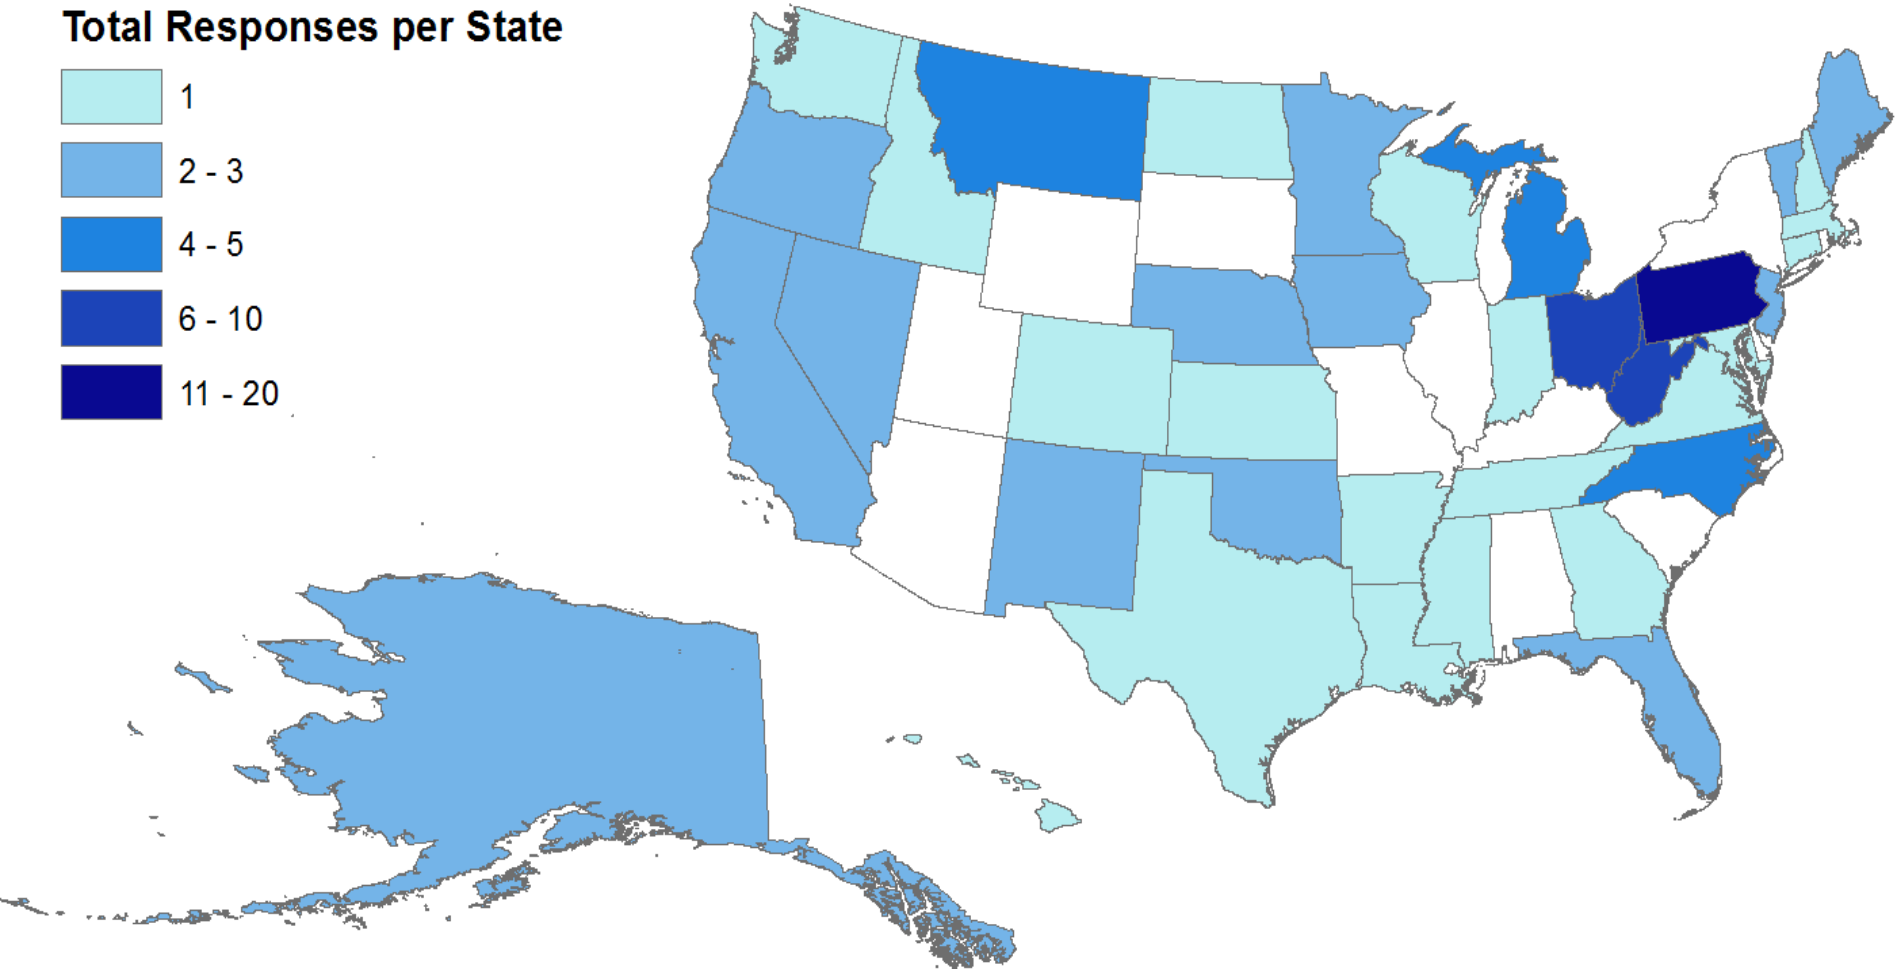 Total Responses per State
1
2 - 3
4 - 5
6 - 10
11 - 20